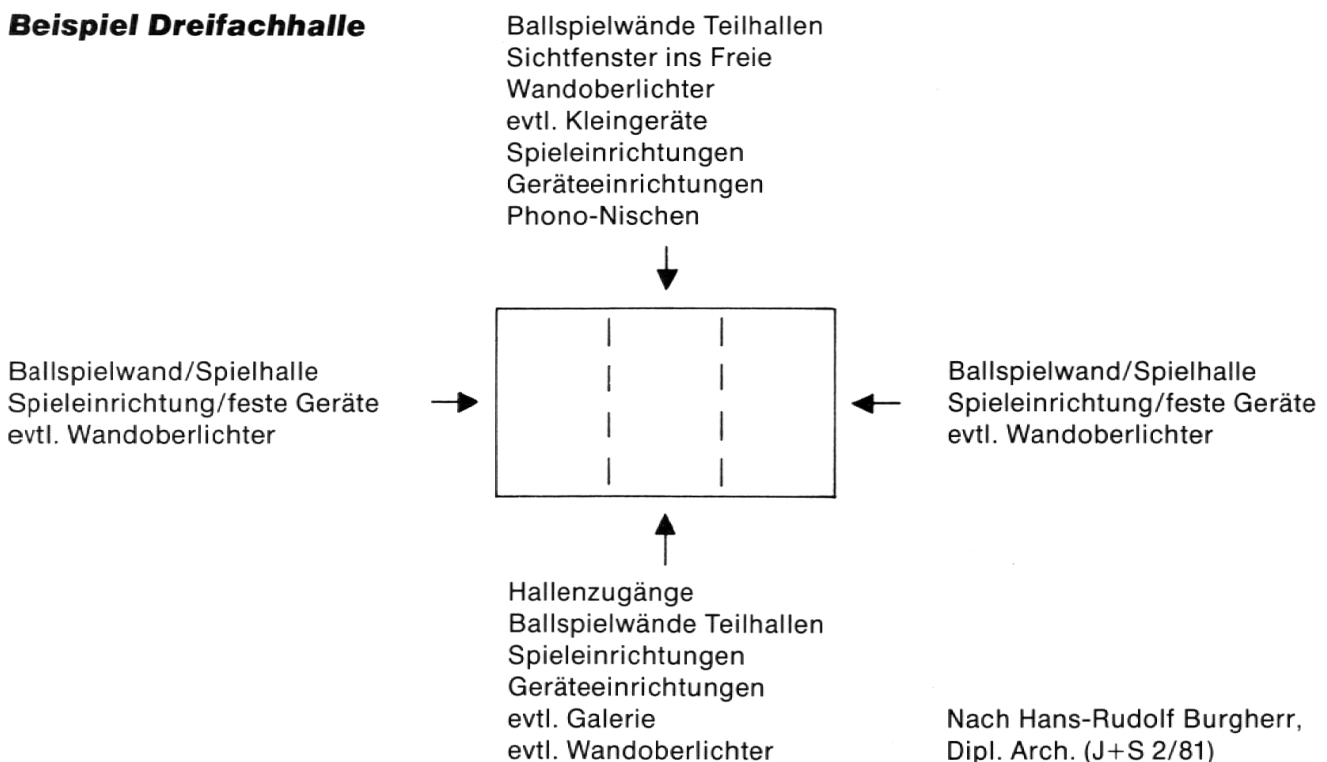 Beispiel Dreifachhalle
Ballspielwände Teilhallen
Sichtfenster ins Freie
Wandoberlichter
evtl. Kleingeräte
Spieleinrichtungen
Geräteeinrichtungen
Phono-Nischen
Ballspielwand/Spielhalle
Spieleinrichtung/feste Geräte
evtl. Wandoberlichter
Ballspielwand/Spielhalle
Spieleinrichtung/feste Geräte
evtl. Wandoberlichter
Hallenzugänge
Ballspielwände Teilhallen
Spieleinrichtungen
Geräteeinrichtungen
evtl. Galerie
evtl. Wandoberlichter
Nach Hans-Rudolf Burgherr,
Dipl. Arch. (J+S 2/81)